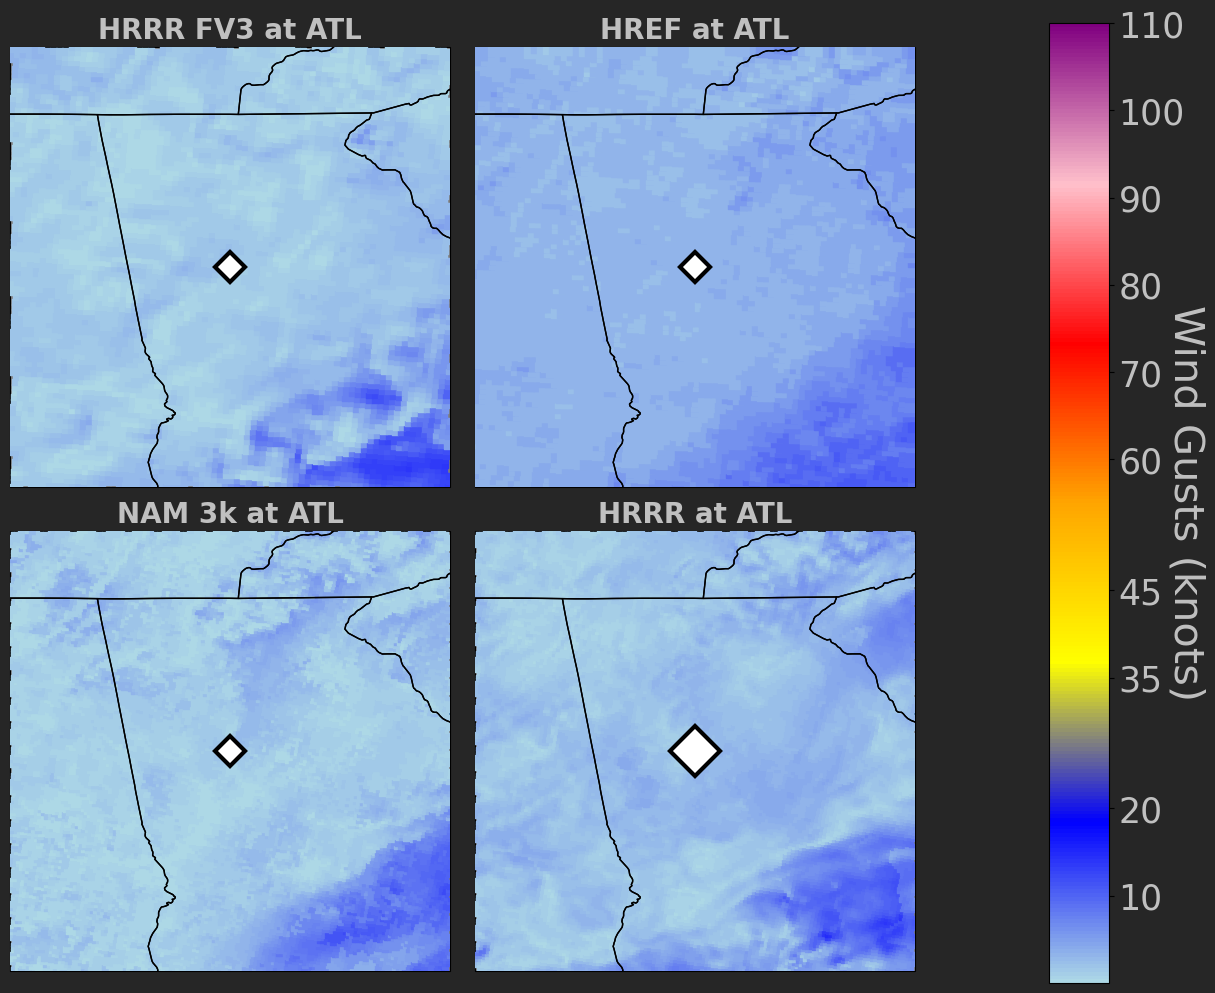 HRRR FV3 at ATL
HREF at ATL
NAM 3k at ATL
HRRR at ATL
110
100
90
80
70
60
45
35
20
10
Wind Gusts (knots)